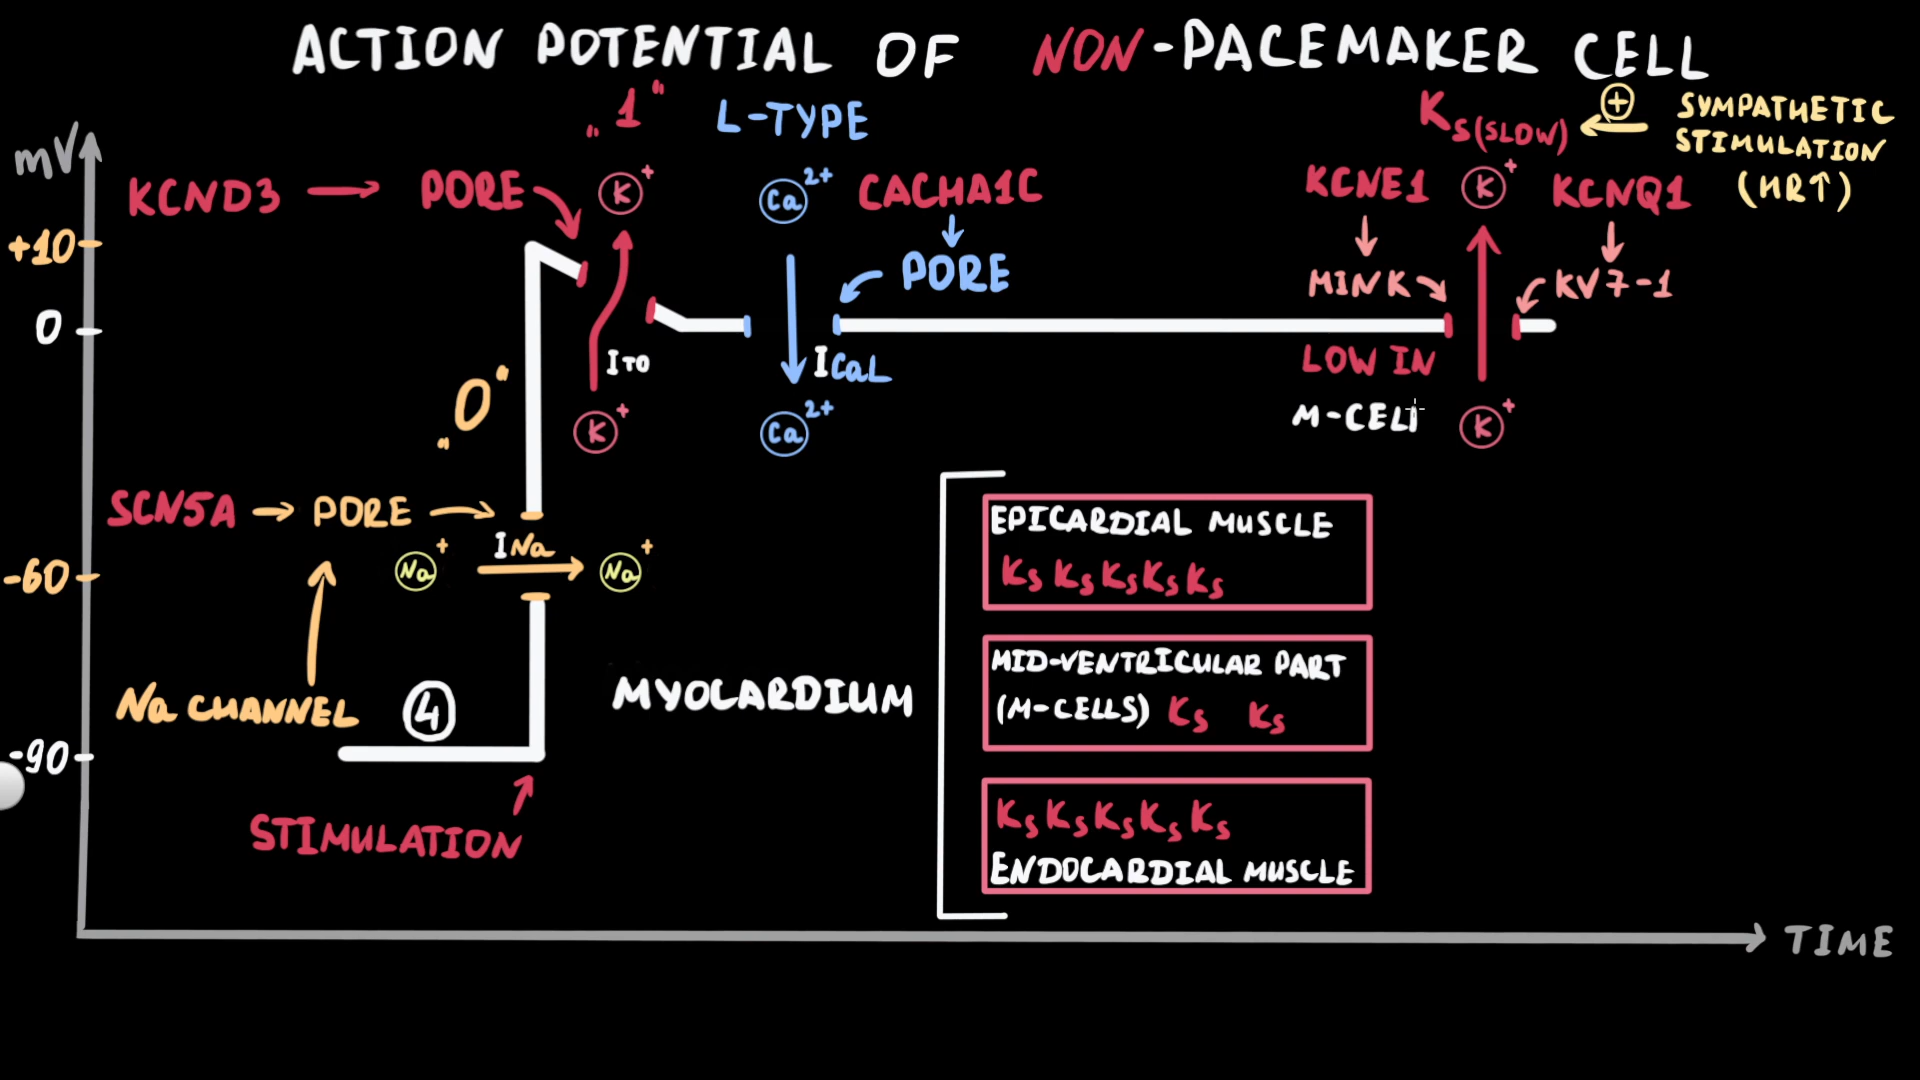 ACTION POTENTIAL OF NON-PACEMAKER CELL
mV
+10
0
-60
-90
TIME
KCND3 → PORE
„1“
K+
ITO
K+
L-TYPE
Ca2+
CACHA1C
↓
PORE
ICaL
Ca2+
Ks(SLOW) ← +
SYMPATHETIC
STIMULATION
(HR↑)
KCNE1
K+
KCNQ1
MINK
KV7-1
LOW IN
M-CELL
K+
„0“
SCN5A → PORE →
INa
Na+ → Na+
Na CHANNEL
4
STIMULATION
MYOCARDIUM
EPICARDIAL MUSCLE
Ks Ks Ks Ks Ks
MID-VENTRICULAR PART
(M-CELLS) Ks Ks
Ks Ks Ks Ks Ks
ENDOCARDIAL MUSCLE